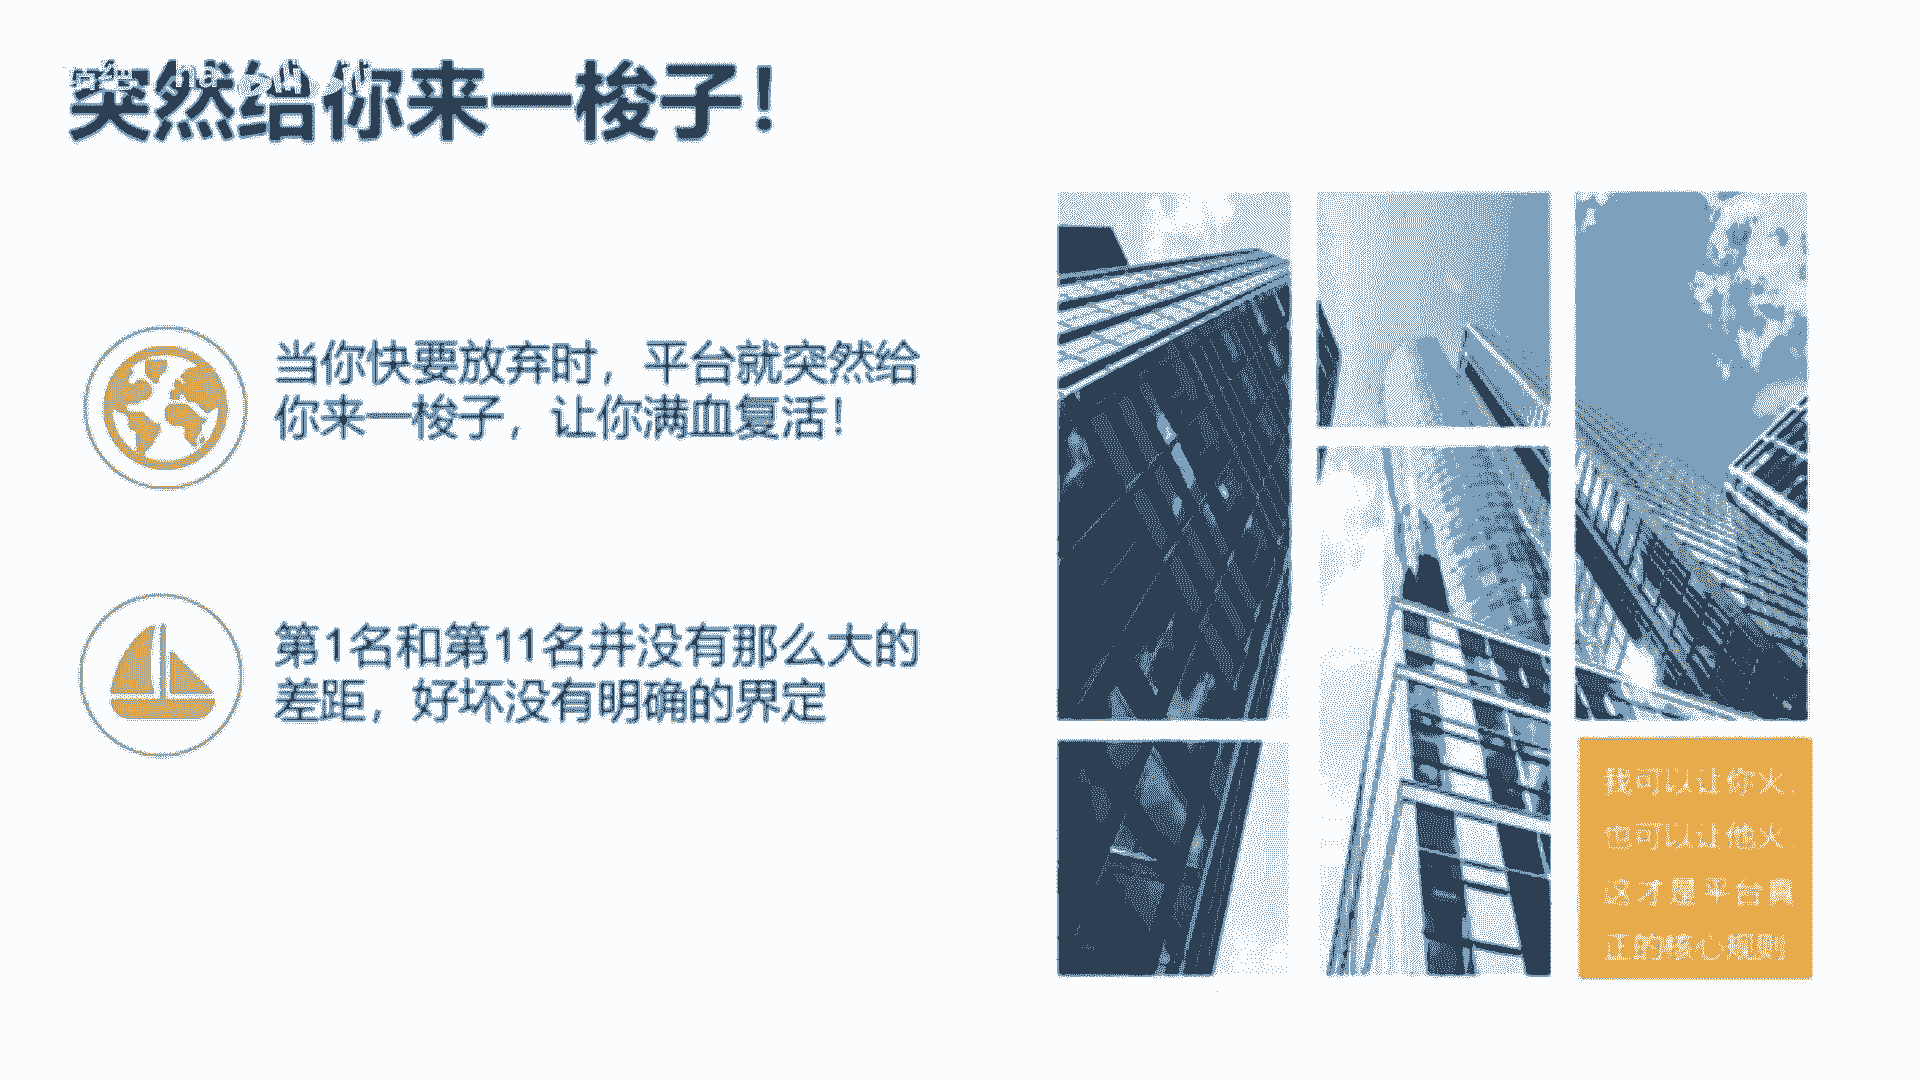 突然给你来一梭子！
当你快要放弃时，平台就突然给
你来一梭子，让你满血复活！
第1名和第11名并没有那么大的
差距，好坏没有明确的界定
我可以让你火，
也可以让他火，
这才是平台真
正的核心规则